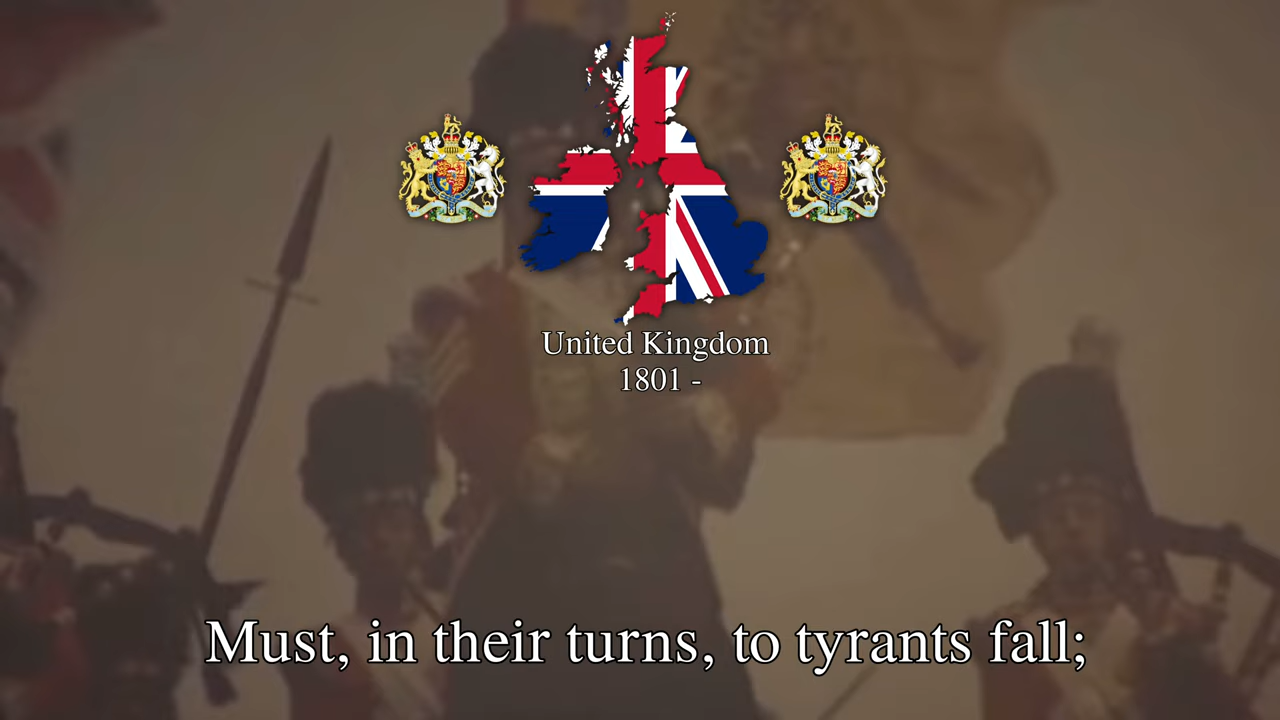 United Kingdom
1801 -
Must, in their turns, to tyrants fall;